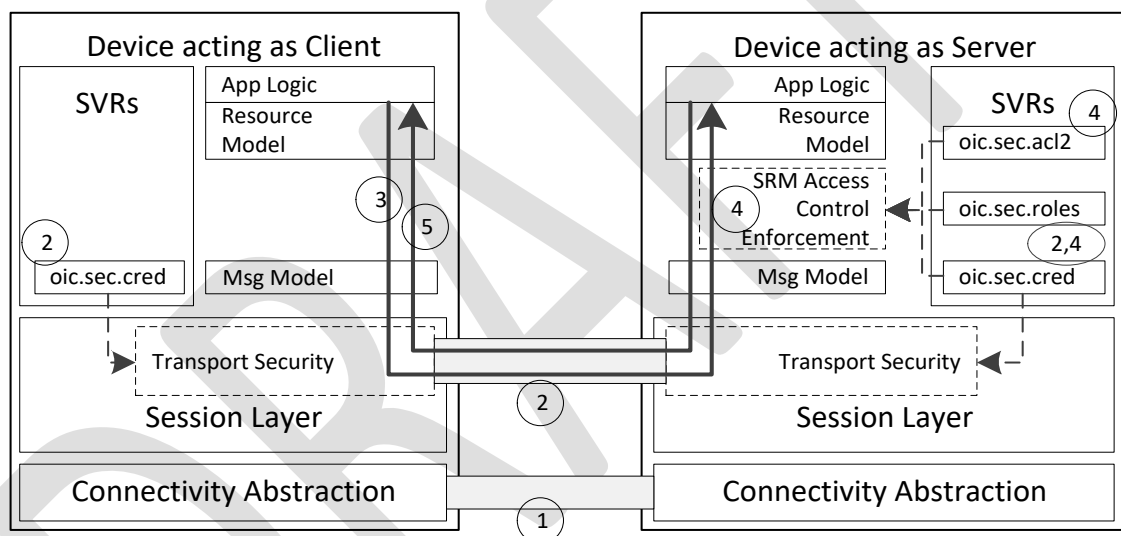 Device acting as Client
SVRs
App Logic
Resource
Model
3
5
2
oic.sec.cred
Msg Model
Transport Security
Session Layer
Connectivity Abstraction
2
1
Device acting as Server
App Logic
Resource
Model
SRM Access
Control
Enforcement
4
Msg Model
SVRs
4
oic.sec.acl2
oic.sec.roles
2,4
oic.sec.cred
Transport Security
Session Layer
Connectivity Abstraction
DRAFT